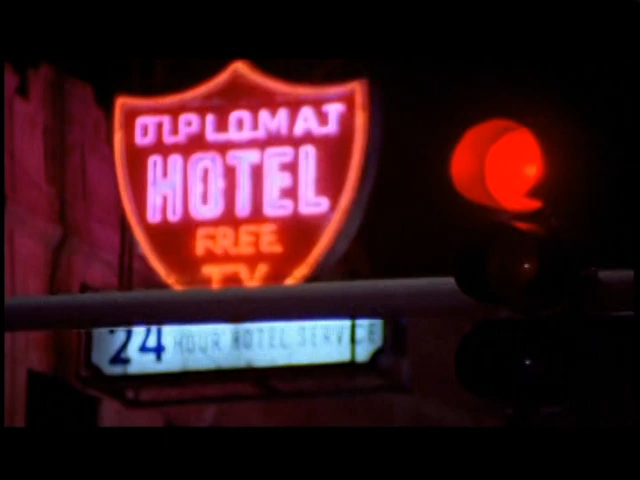 DIPLOMAT
HOTEL
FREE
TV
24 HOUR HOTEL SERVICE